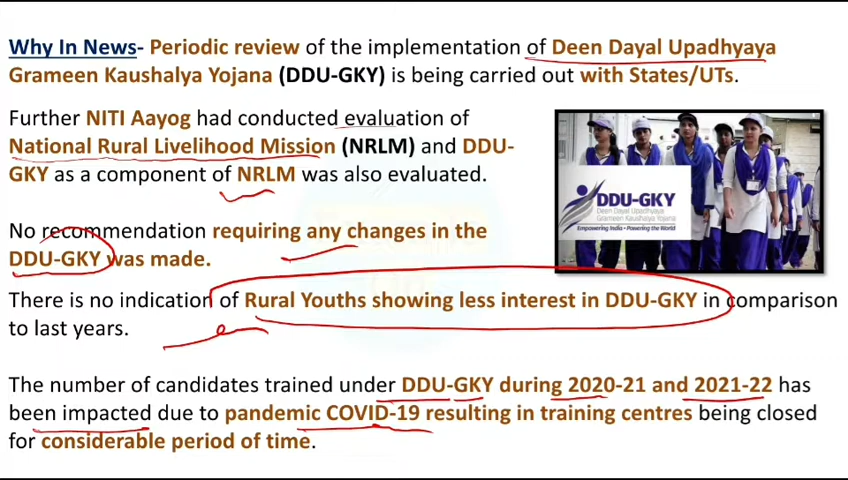 Why In News- Periodic review of the implementation of Deen Dayal Upadhyaya
Grameen Kaushalya Yojana (DDU-GKY) is being carried out with States/UTs.
Further NITI Aayog had conducted evaluation of
National Rural Livelihood Mission (NRLM) and DDU-
GKY as a component of NRLM was also evaluated.
DDU-GKY
Deen Dayal Upadhyaya
Grameen Kaushalya Yojana
Empowering India • Powering the World
No recommendation requiring any changes in the
DDU-GKY was made.
There is no indication of Rural Youths showing less interest in DDU-GKY in comparison
to last years.
The number of candidates trained under DDU-GKY during 2020-21 and 2021-22 has
been impacted due to pandemic COVID-19 resulting in training centres being closed
for considerable period of time.